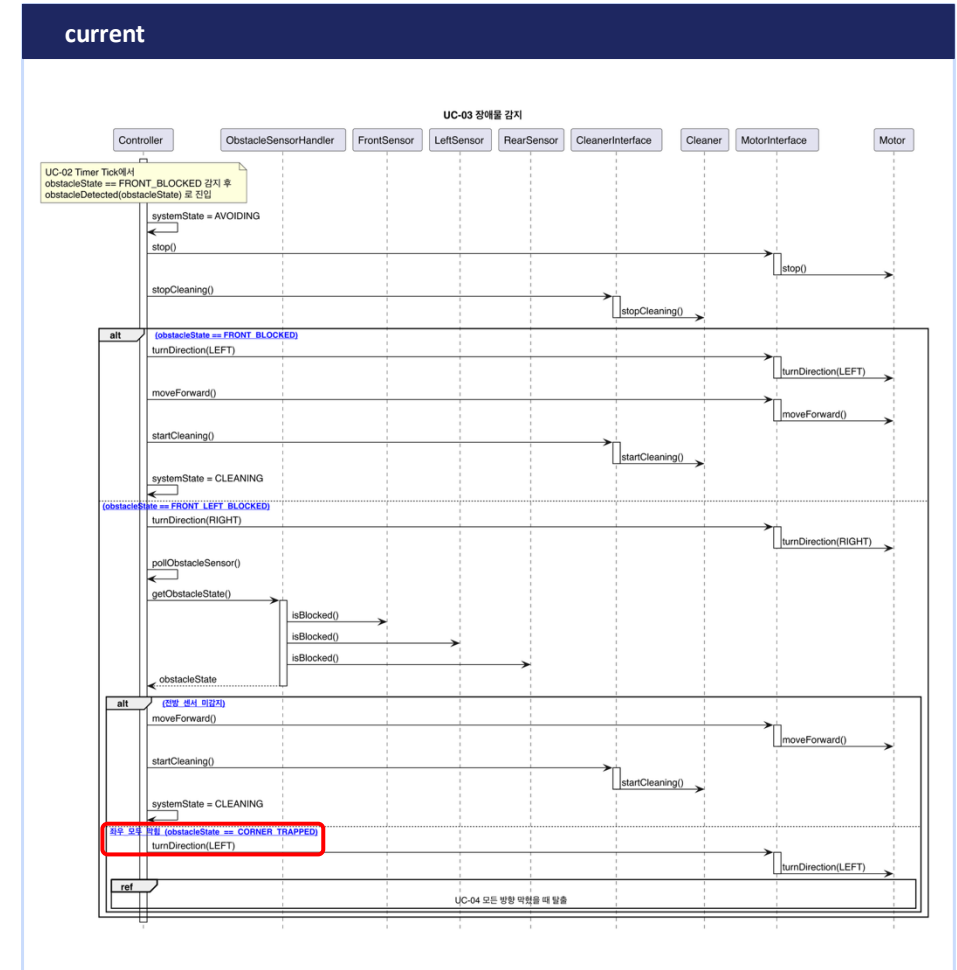 current
UC-03 장애물 감지
Controller
ObstacleSensorHandler
FrontSensor
LeftSensor
RearSensor
CleanerInterface
Cleaner
MotorInterface
Motor
UC-02 Timer Tick에서
obstacleState == FRONT_BLOCKED 감지 후
obstacleDetected(obstacleState) 로 진입
systemState = AVOIDING
stop()
stop()
stopCleaning()
stopCleaning()
alt
(obstacleState == FRONT_BLOCKED)
turnDirection(LEFT)
turnDirection(LEFT)
moveForward()
moveForward()
startCleaning()
startCleaning()
systemState = CLEANING
(obstacleState == FRONT_LEFT_BLOCKED)
turnDirection(RIGHT)
turnDirection(RIGHT)
pollObstacleSensor()
getObstacleState()
isBlocked()
isBlocked()
isBlocked()
obstacleState
alt
(전방 센서 미감지)
moveForward()
moveForward()
startCleaning()
startCleaning()
systemState = CLEANING
좌우 모두 막힘 (obstacleState == CORNER_TRAPPED)
turnDirection(LEFT)
turnDirection(LEFT)
ref
UC-04 모든 방향 막혔을 때 탈출